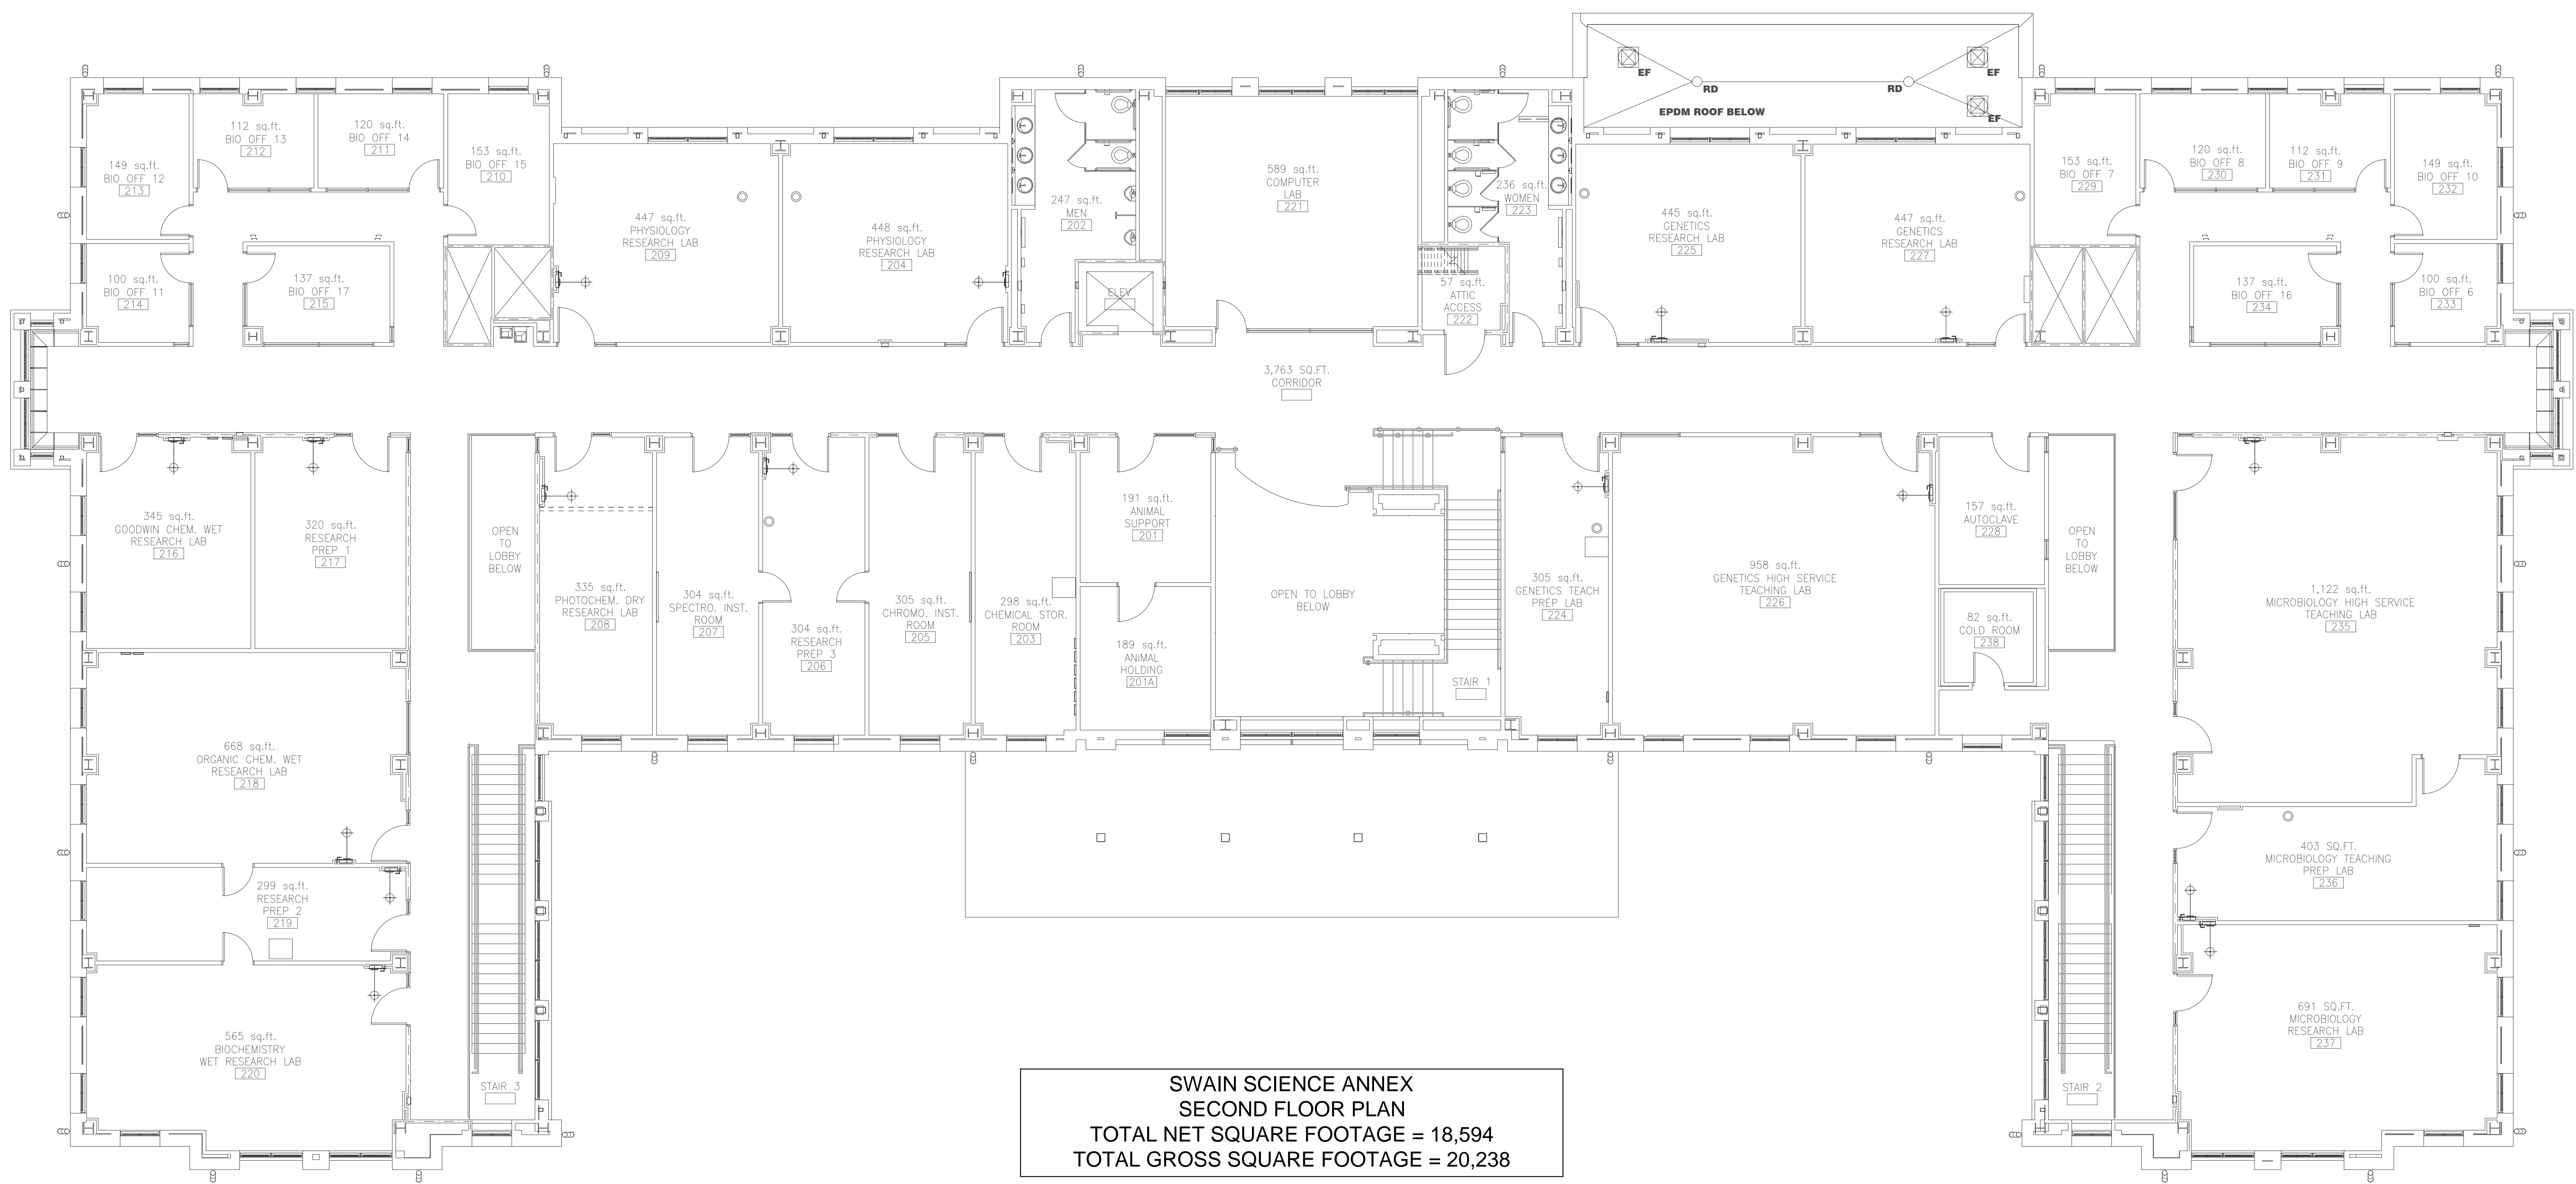 EF
EF
RD
RD
EPDM ROOF BELOW
EF
112 sq.ft.
BIO OFF 13
212
120 sq.ft.
BIO OFF 14
211
149 sq.ft.
BIO OFF 12
213
153 sq.ft.
BIO OFF 15
210
447 sq.ft.
PHYSIOLOGY
RESEARCH LAB
209
448 sq.ft.
PHYSIOLOGY
RESEARCH LAB
204
247 sq.ft.
MEN
202
589 sq.ft.
COMPUTER
LAB
221
236 sq.ft.
WOMEN
223
445 sq.ft.
GENETICS
RESEARCH LAB
225
447 sq.ft.
GENETICS
RESEARCH LAB
227
153 sq.ft.
BIO OFF 7
229
120 sq.ft.
BIO OFF 8
230
112 sq.ft.
BIO OFF 9
231
149 sq.ft.
BIO OFF 10
232
100 sq.ft.
BIO OFF 11
214
137 sq.ft.
BIO OFF 17
215
ELEV
57 sq.ft.
ATTIC
ACCESS
222
137 sq.ft.
BIO OFF 16
234
100 sq.ft.
BIO OFF 6
233
3,763 SQ.FT.
CORRIDOR
345 sq.ft.
GOODWIN CHEM. WET
RESEARCH LAB
216
320 sq.ft.
RESEARCH
PREP 1
217
OPEN
TO
LOBBY
BELOW
335 sq.ft.
PHOTOCHEM. DRY
RESEARCH LAB
208
304 sq.ft.
SPECTRO. INST.
ROOM
207
304 sq.ft.
RESEARCH
PREP 3
206
305 sq.ft.
CHROMO. INST.
ROOM
205
298 sq.ft.
CHEMICAL STOR.
ROOM
203
191 sq.ft.
ANIMAL
SUPPORT
201
189 sq.ft.
ANIMAL
HOLDING
201A
OPEN TO LOBBY
BELOW
STAIR 1
305 sq.ft.
GENETICS TEACH
PREP LAB
224
958 sq.ft.
GENETICS HIGH SERVICE
TEACHING LAB
226
157 sq.ft.
AUTOCLAVE
228
82 sq.ft.
COLD ROOM
238
OPEN
TO
LOBBY
BELOW
1,122 sq.ft.
MICROBIOLOGY HIGH SERVICE
TEACHING LAB
235
668 sq.ft.
ORGANIC CHEM. WET
RESEARCH LAB
218
299 sq.ft.
RESEARCH
PREP 2
219
403 SQ.FT.
MICROBIOLOGY TEACHING
PREP LAB
236
565 sq.ft.
BIOCHEMISTRY
WET RESEARCH LAB
220
STAIR 3
STAIR 2
691 SQ.FT.
MICROBIOLOGY
RESEARCH LAB
237
SWAIN SCIENCE ANNEX
SECOND FLOOR PLAN
TOTAL NET SQUARE FOOTAGE = 18,594
TOTAL GROSS SQUARE FOOTAGE = 20,238